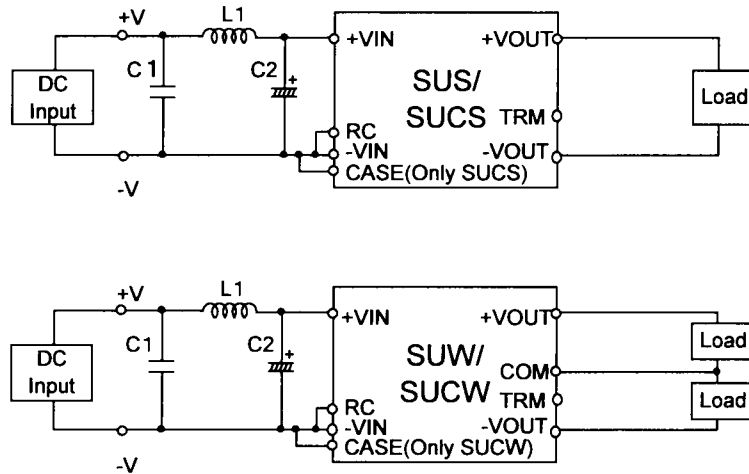 L1
+V
+VIN
+VOUT
C1
C2
+
DC
Input
SUS/
SUCS
Load
TRM
RC
-VIN
-VOUT
CASE(Only SUCS)
-V
L1
+V
+VIN
+VOUT
C1
C2
+
DC
Input
SUW/
SUCW
Load
COM
TRM
Load
RC
-VIN
-VOUT
CASE(Only SUCW)
-V